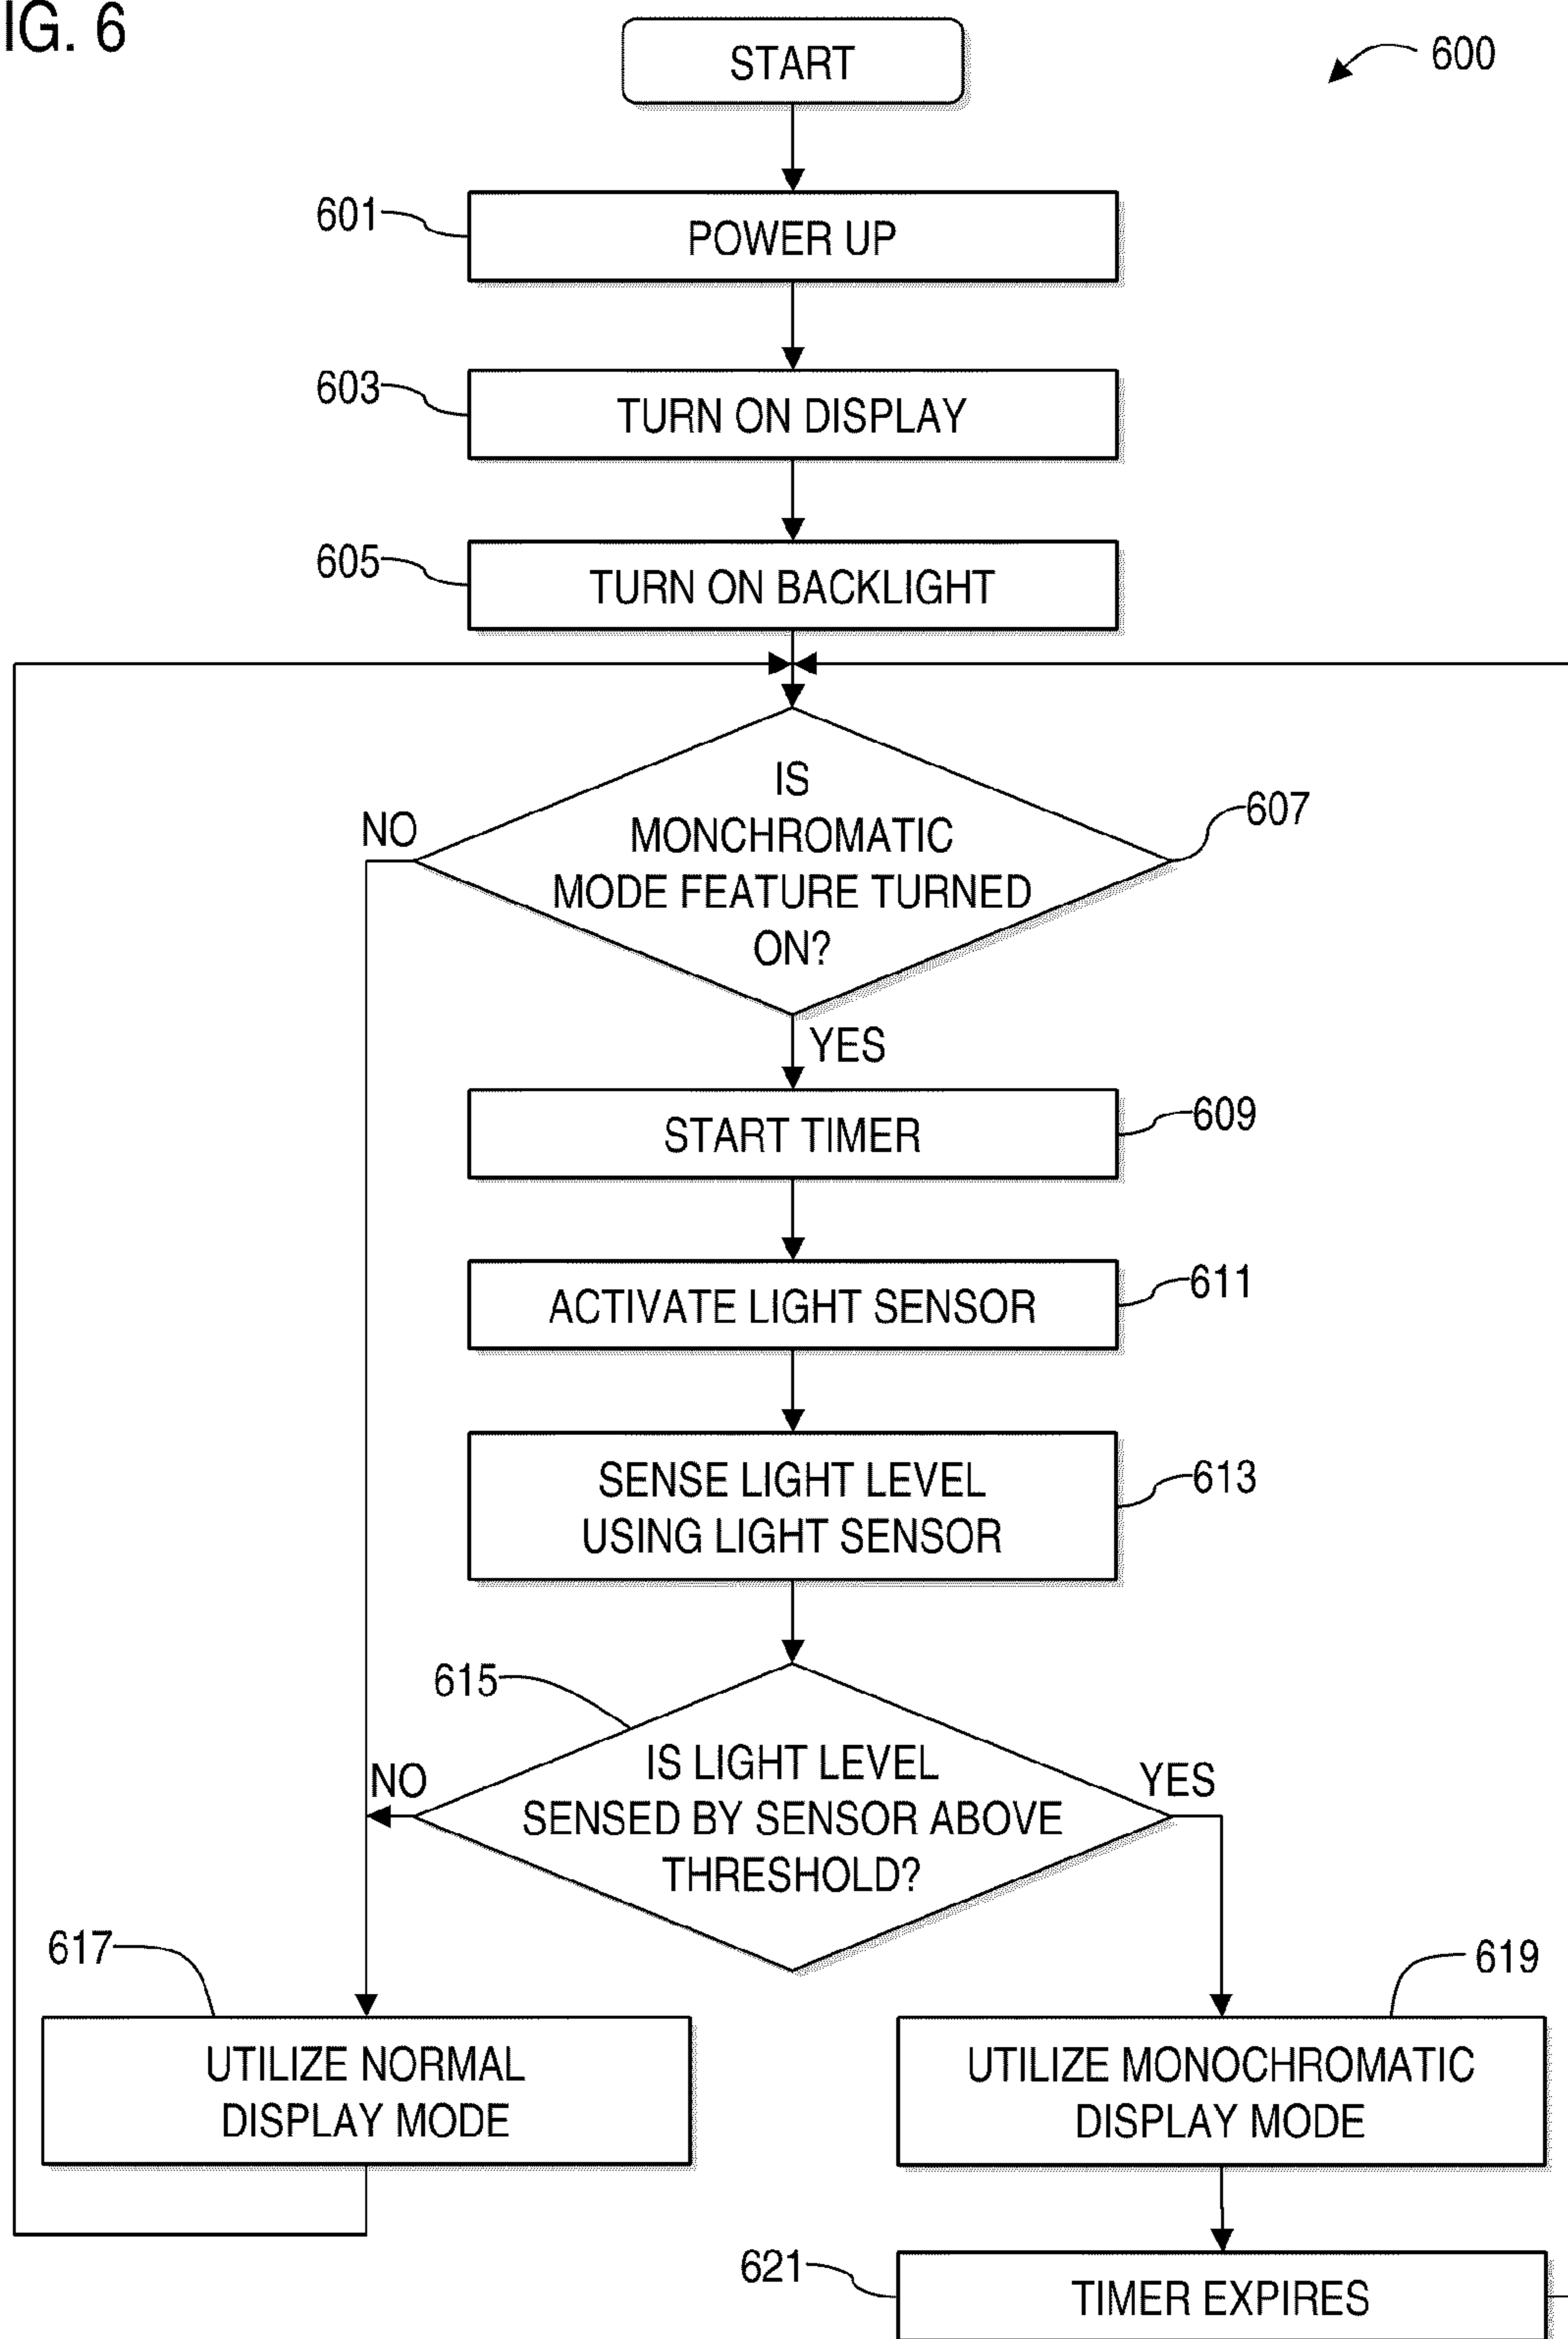 IG. 6
START
600
601
POWER UP
603
TURN ON DISPLAY
605
TURN ON BACKLIGHT
IS
MONCHROMATIC
MODE FEATURE TURNED
ON?
607
NO
YES
START TIMER
609
ACTIVATE LIGHT SENSOR
611
SENSE LIGHT LEVEL
USING LIGHT SENSOR
613
615
IS LIGHT LEVEL
SENSED BY SENSOR ABOVE
THRESHOLD?
NO
YES
617
UTILIZE NORMAL
DISPLAY MODE
619
UTILIZE MONOCHROMATIC
DISPLAY MODE
621
TIMER EXPIRES